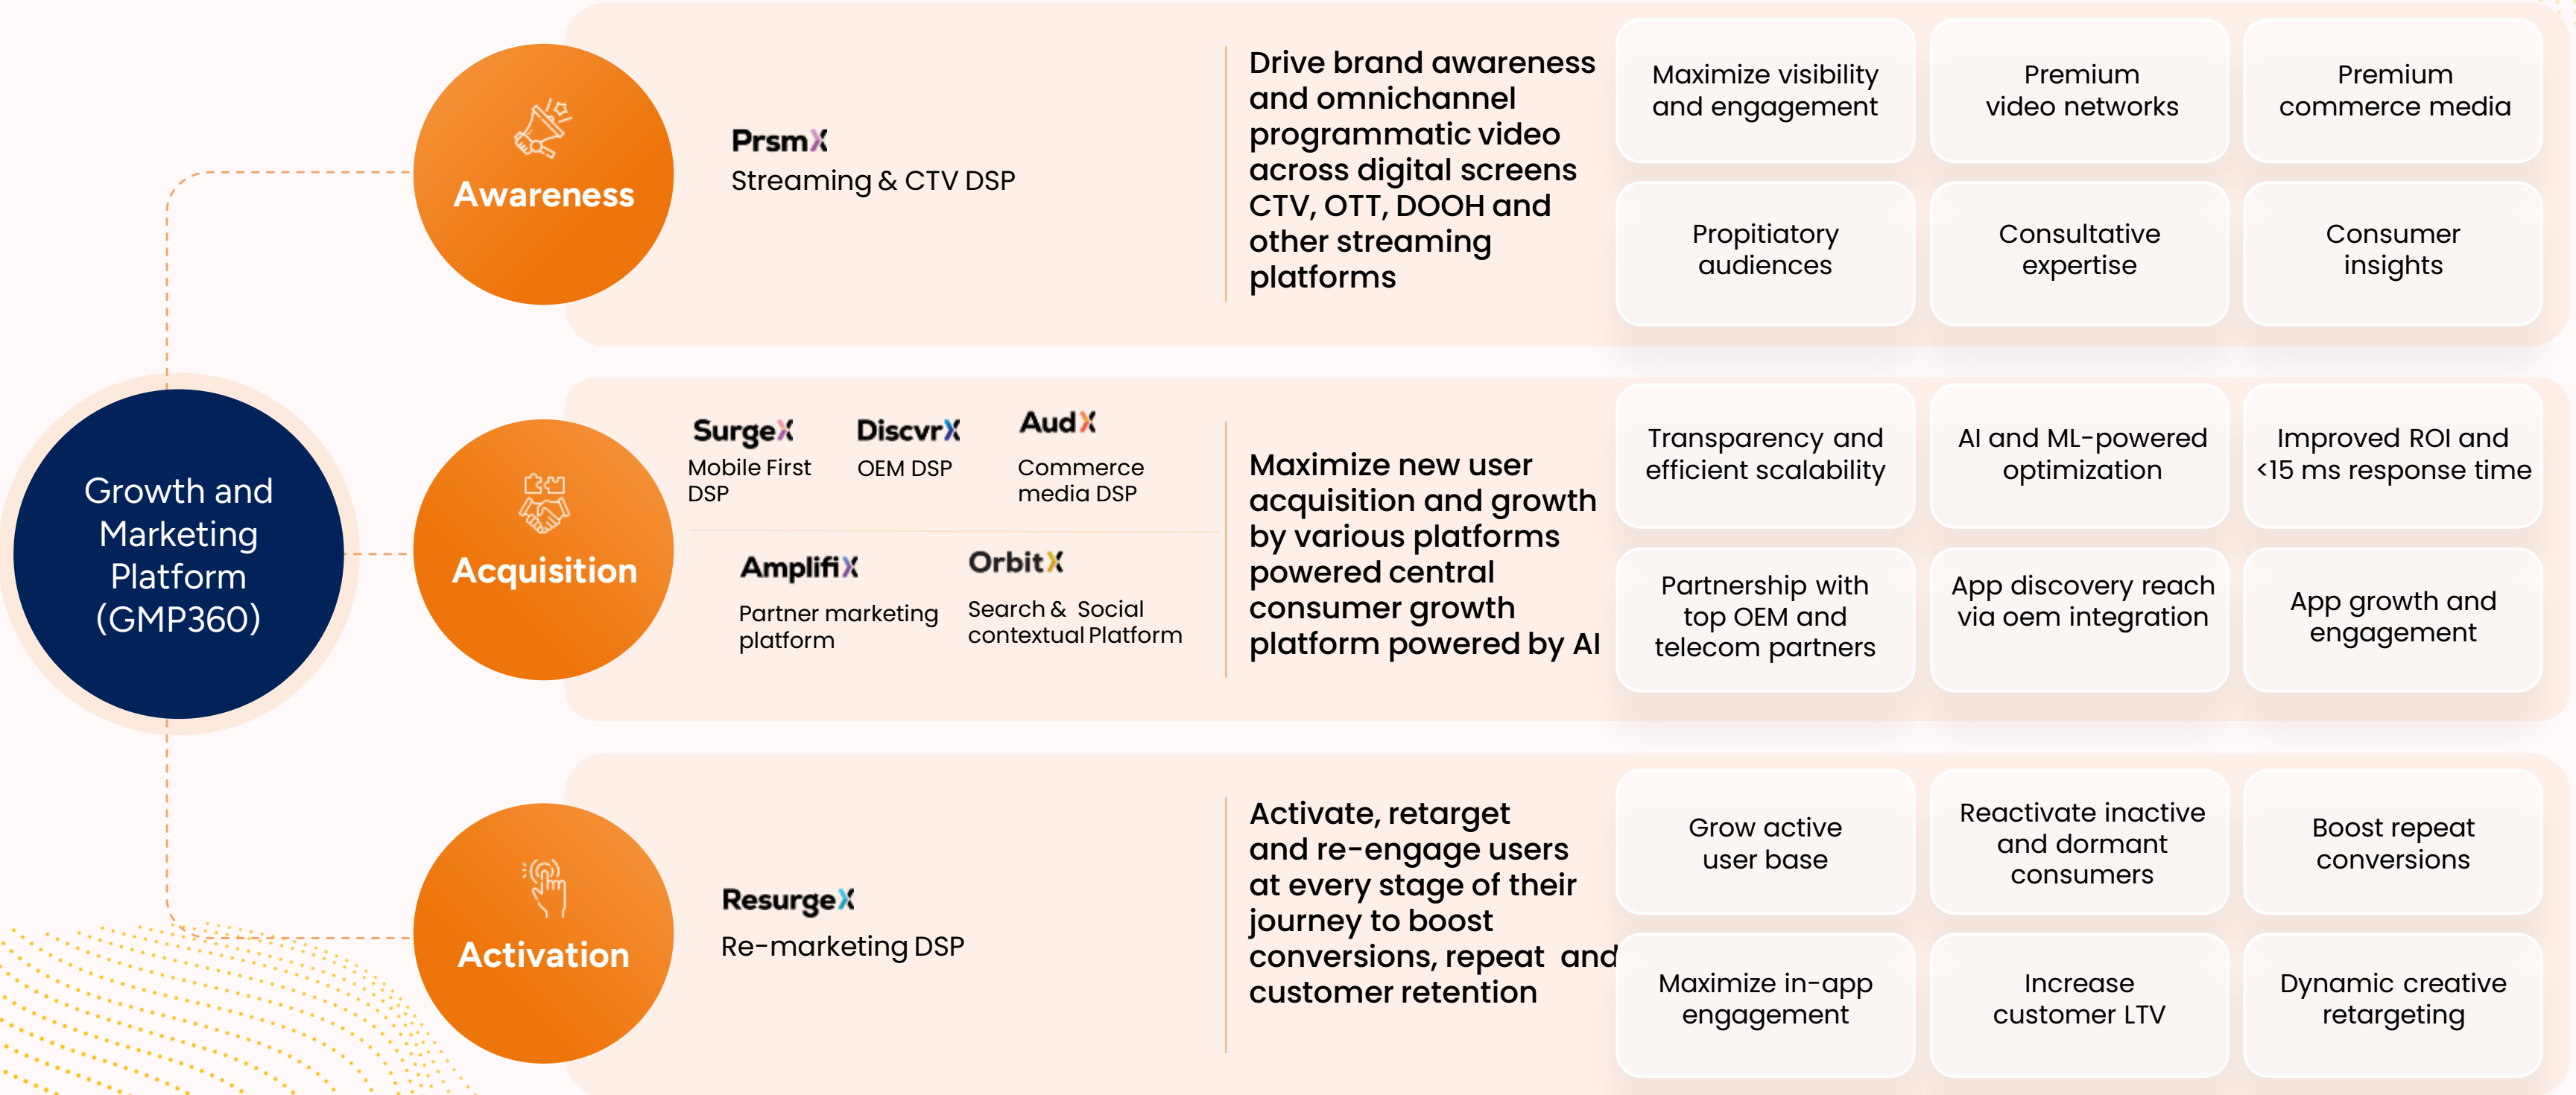 Growth and
Marketing
Platform
(GMP360)
Awareness
PrsmX
Streaming & CTV DSP
Drive brand awareness
and omnichannel
programmatic video
across digital screens
CTV, OTT, DOOH and
other streaming
platforms
Maximize visibility
and engagement
Premium
video networks
Premium
commerce media
Propitiatory
audiences
Consultative
expertise
Consumer
insights
Acquisition
SurgeX
Mobile First
DSP
DiscvrX
OEM DSP
AudX
Commerce
media DSP
AmplifiX
Partner marketing
platform
OrbitX
Search & Social
contextual Platform
Maximize new user
acquisition and growth
by various platforms
powered central
consumer growth
platform powered by AI
Transparency and
efficient scalability
AI and ML-powered
optimization
Improved ROI and
<15 ms response time
Partnership with
top OEM and
telecom partners
App discovery reach
via oem integration
App growth and
engagement
Activation
ResurgeX
Re-marketing DSP
Activate, retarget
and re-engage users
at every stage of their
journey to boost
conversions, repeat and
customer retention
Grow active
user base
Reactivate inactive
and dormant
consumers
Boost repeat
conversions
Maximize in-app
engagement
Increase
customer LTV
Dynamic creative
retargeting